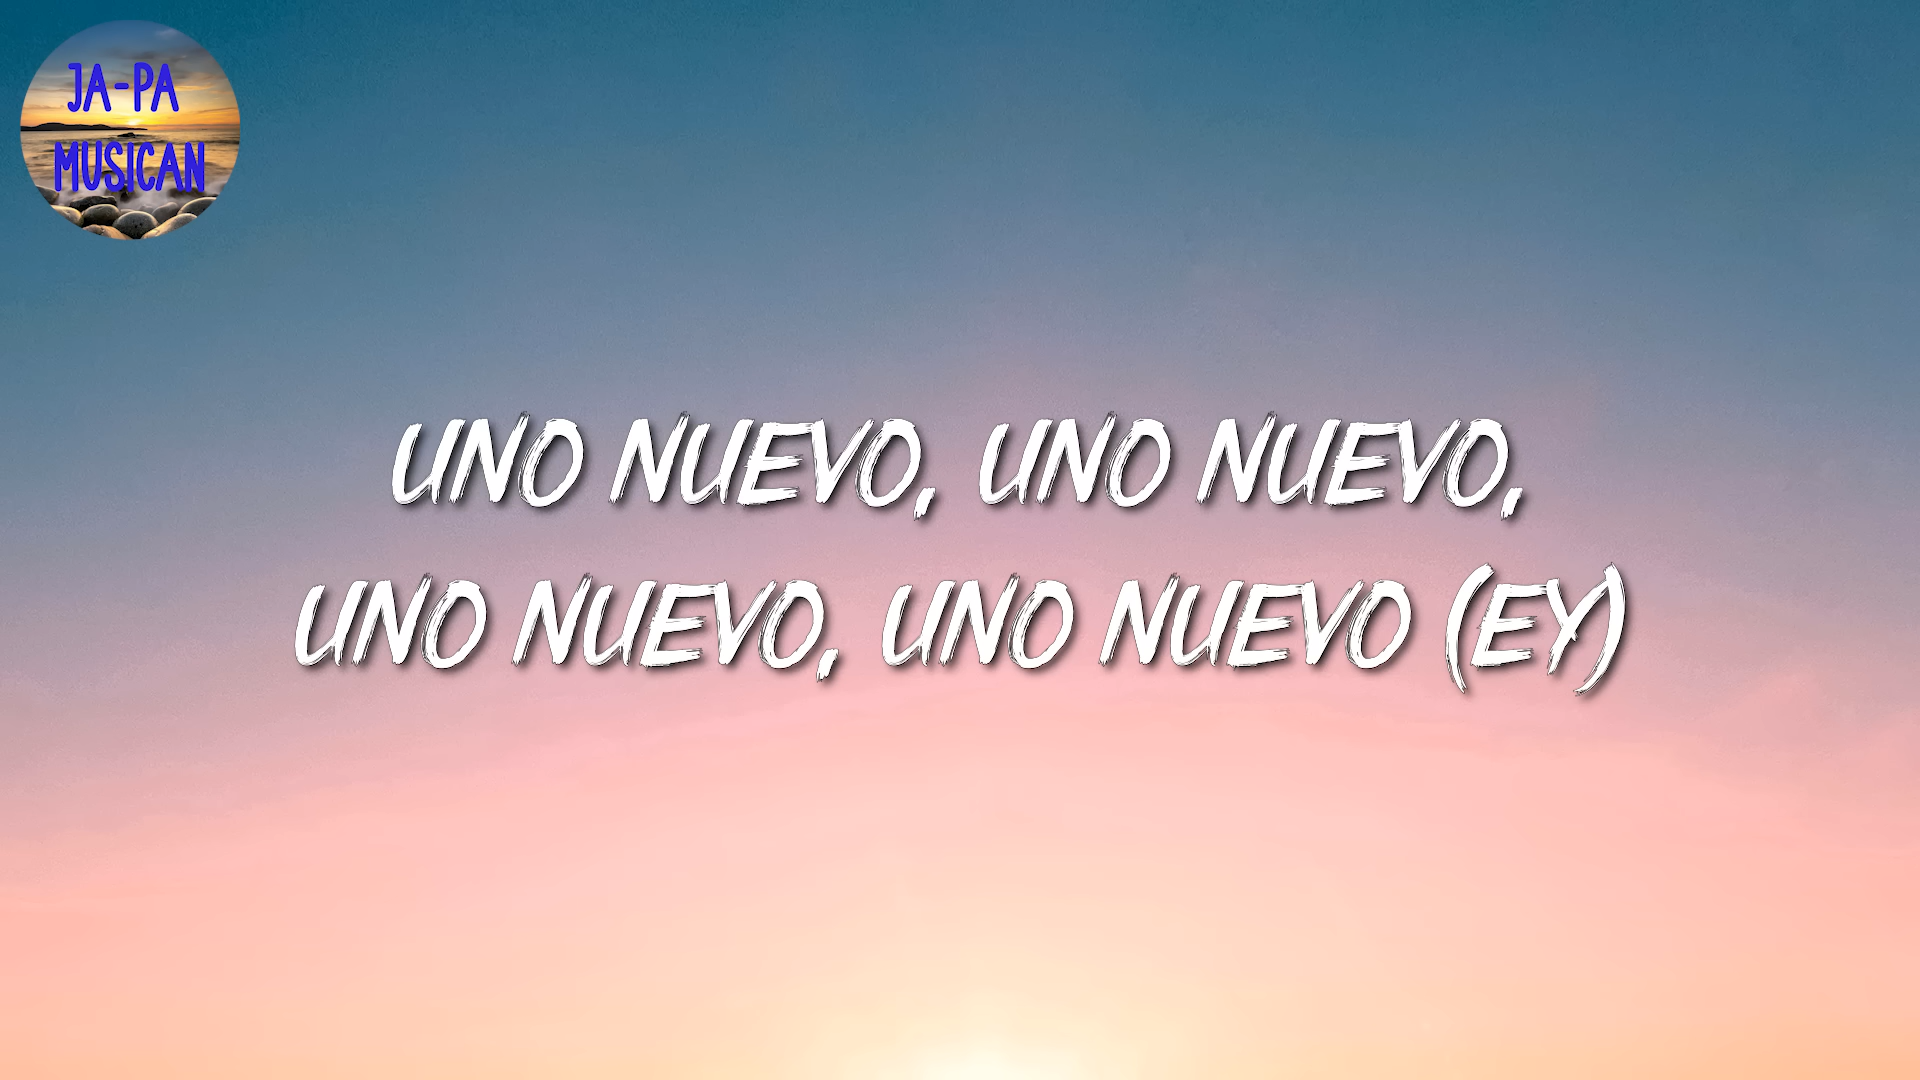 JA-PA
MUSICAN
UNO NUEVO, UNO NUEVO,
UNO NUEVO, UNO NUEVO (EY)